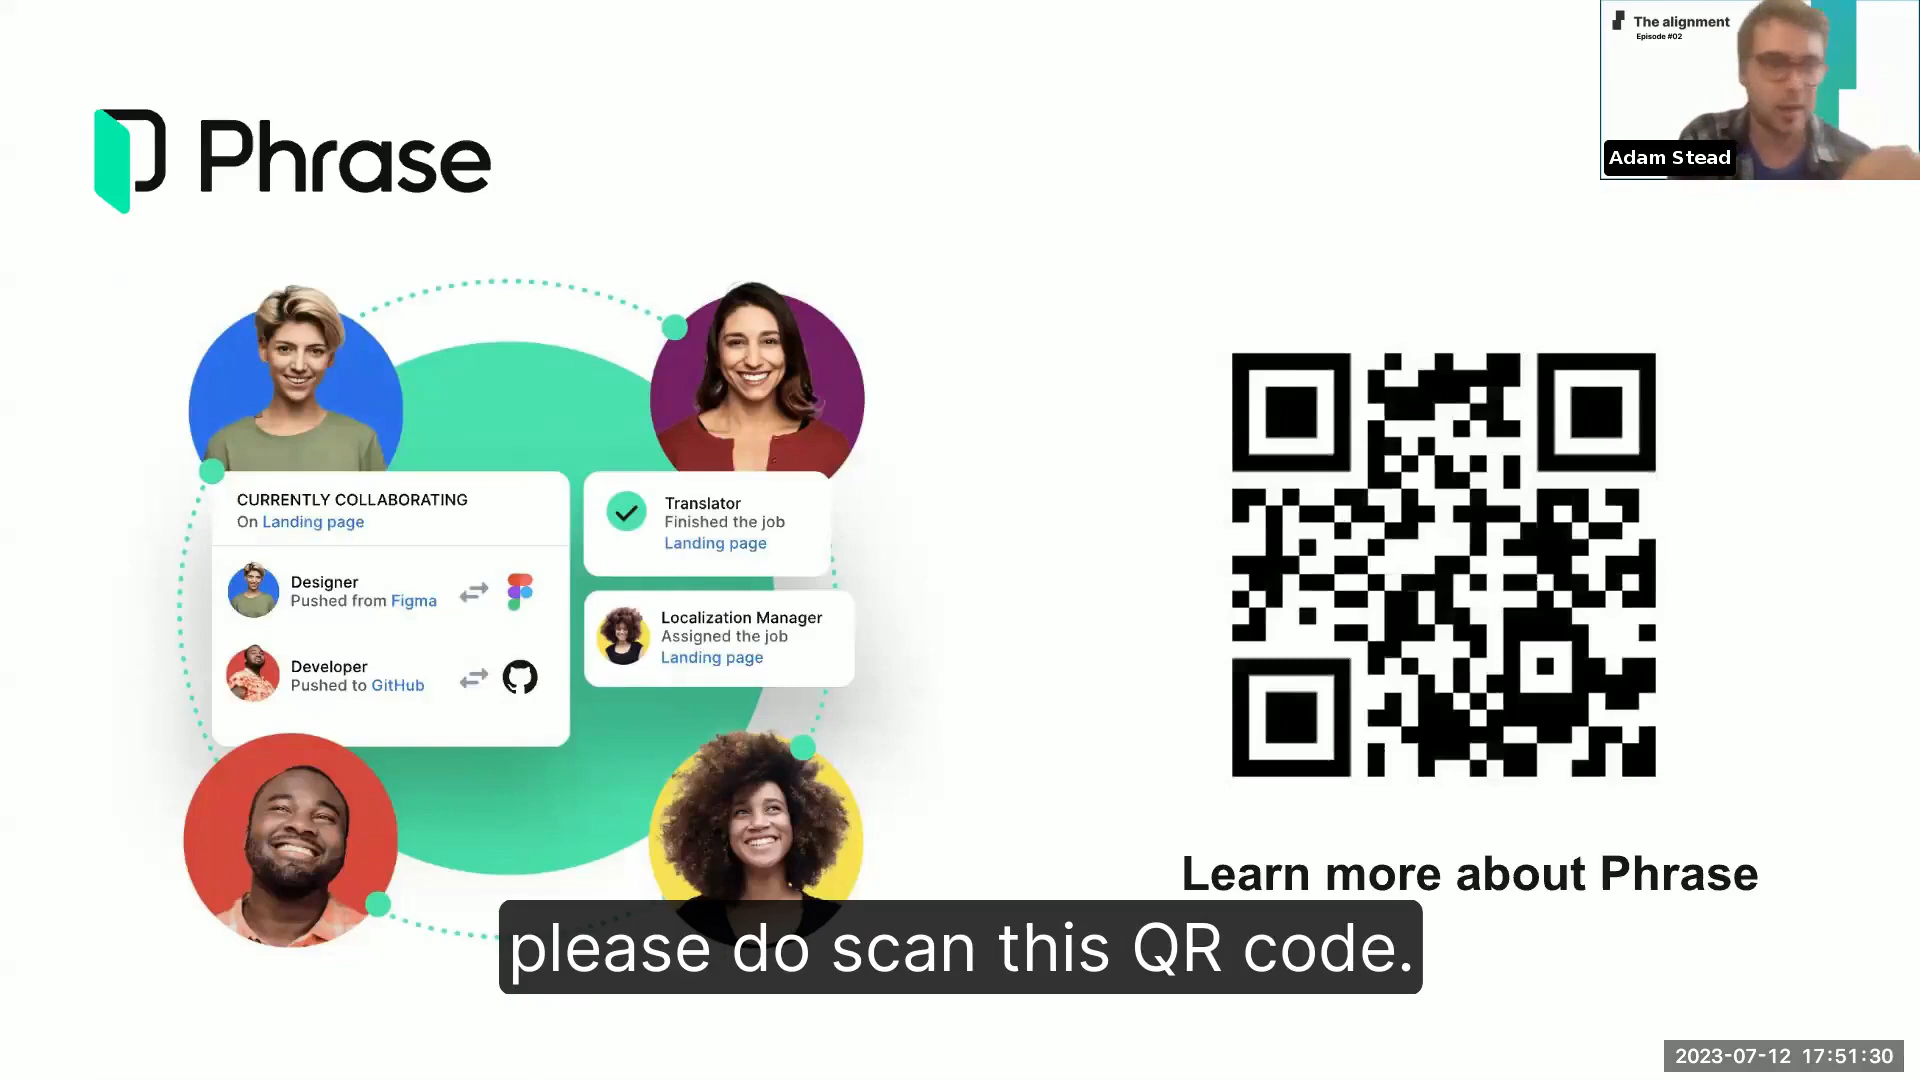 The alignment
Episode #02
Adam Stead
Phrase
CURRENTLY COLLABORATING
On Landing page
Designer
Pushed from Figma
Developer
Pushed to GitHub
Translator
Finished the job
Landing page
Localization Manager
Assigned the job
Landing page
Learn more about Phrase
please do scan this QR code.
2023-07-12 17:51:30